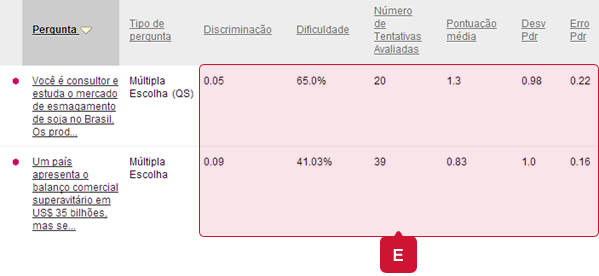 Pergunta
Tipo de
pergunta
Discriminação
Dificuldade
Número
de
Tentativas
Avaliadas
Pontuação
média
Desv
Pdr
Erro
Pdr
Você é consultor e
estuda o mercado
de esmagamento
de soja no Brasil.
Os prod...
Múltipla
Escolha (QS)
0.05
65.0%
20
1.3
0.98
0.22
Um país
apresenta o
balanço comercial
superavitário em
US$ 35 bilhões,
mas se...
Múltipla
Escolha
0.09
41.03%
39
0.83
1.0
0.16
E